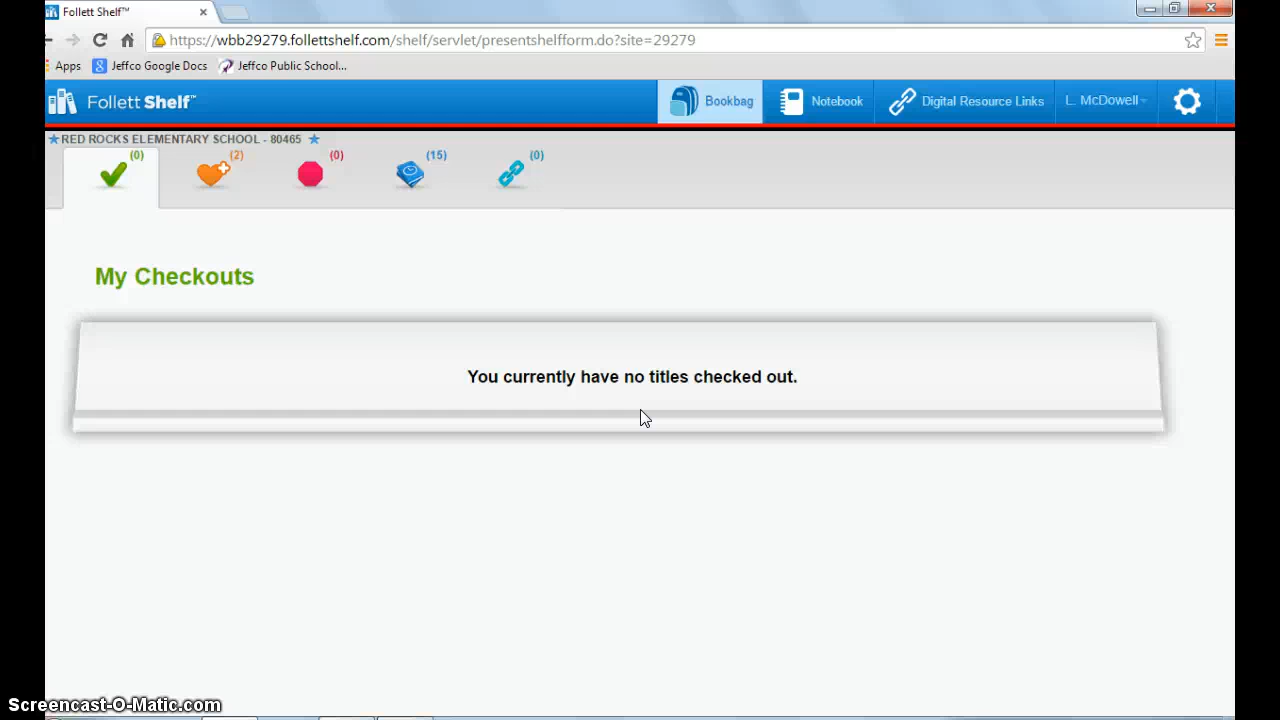 Follett Shelf™
https://wbb29279.follettshelf.com/shelf/servlet/presentshelfform.do?site=29279
Apps Jeffco Google Docs Jeffco Public School...
Follett Shelf™ Bookbag Notebook Digital Resource Links L. McDowell
RED ROCKS ELEMENTARY SCHOOL - 80465
(0) (2) (0) (15) (0)
My Checkouts
You currently have no titles checked out.
Screencast-O-Matic.com